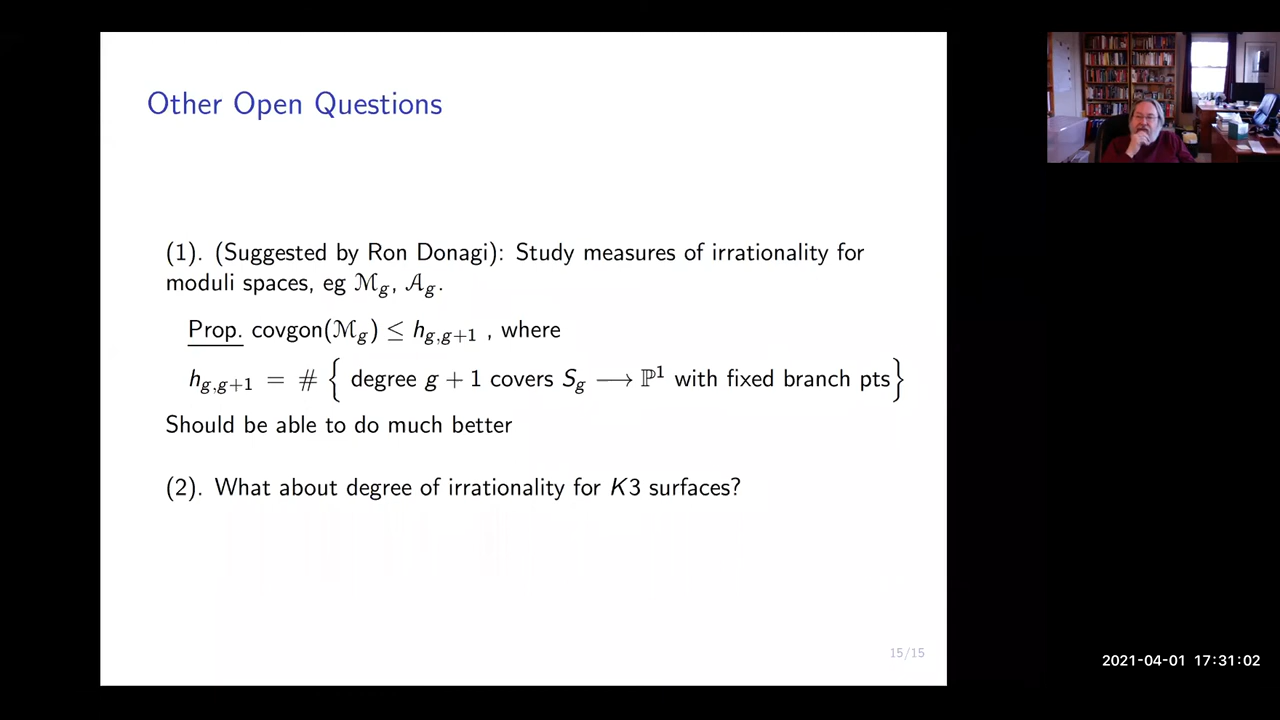 Other Open Questions
(1). (Suggested by Ron Donagi): Study measures of irrationality for
moduli spaces, eg ℳ_g, 𝒜_g.
Prop. covgon(ℳ_g) ≤ h_{g,g+1} , where
h_{g,g+1} = # { degree g + 1 covers S_g ⟶ ℙ¹ with fixed branch pts }
Should be able to do much better
(2). What about degree of irrationality for K3 surfaces?
15/15
2021-04-01 17:31:02